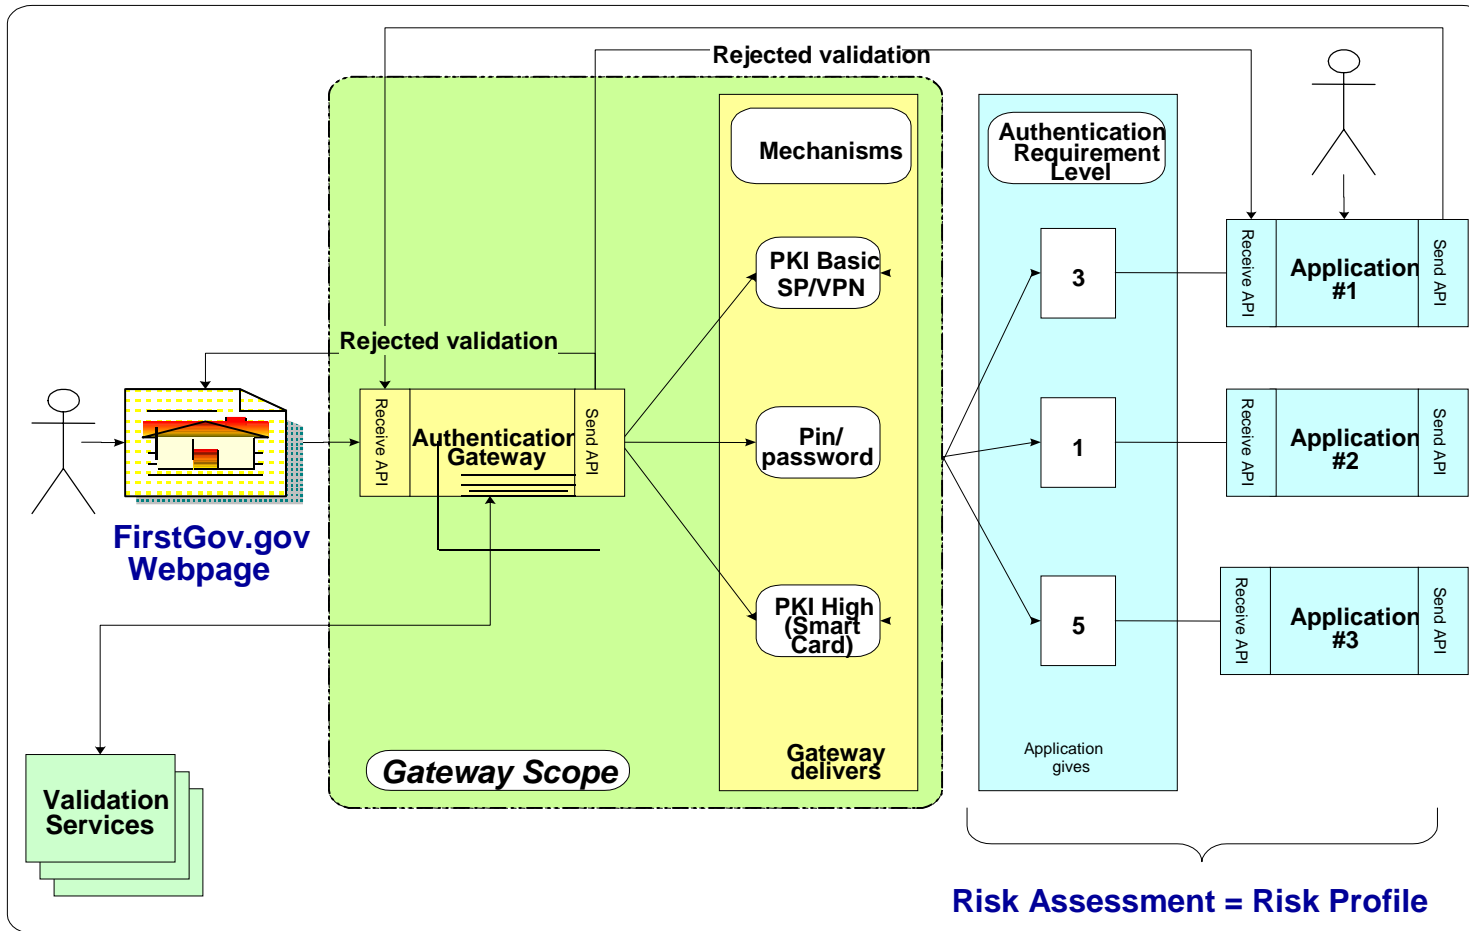 Rejected validation
Mechanisms
Authentication
Requirement
Level
PKI Basic
SP/VPN
3
Receive API
Application
#1
Send API
Rejected validation
Receive API
Authentication
Gateway
Send API
Pin/
password
1
Receive API
Application
#2
Send API
FirstGov.gov
Webpage
PKI High
(Smart
Card)
5
Receive API
Application
#3
Send API
Gateway Scope
Gateway
delivers
Application
gives
Validation
Services
Risk Assessment = Risk Profile